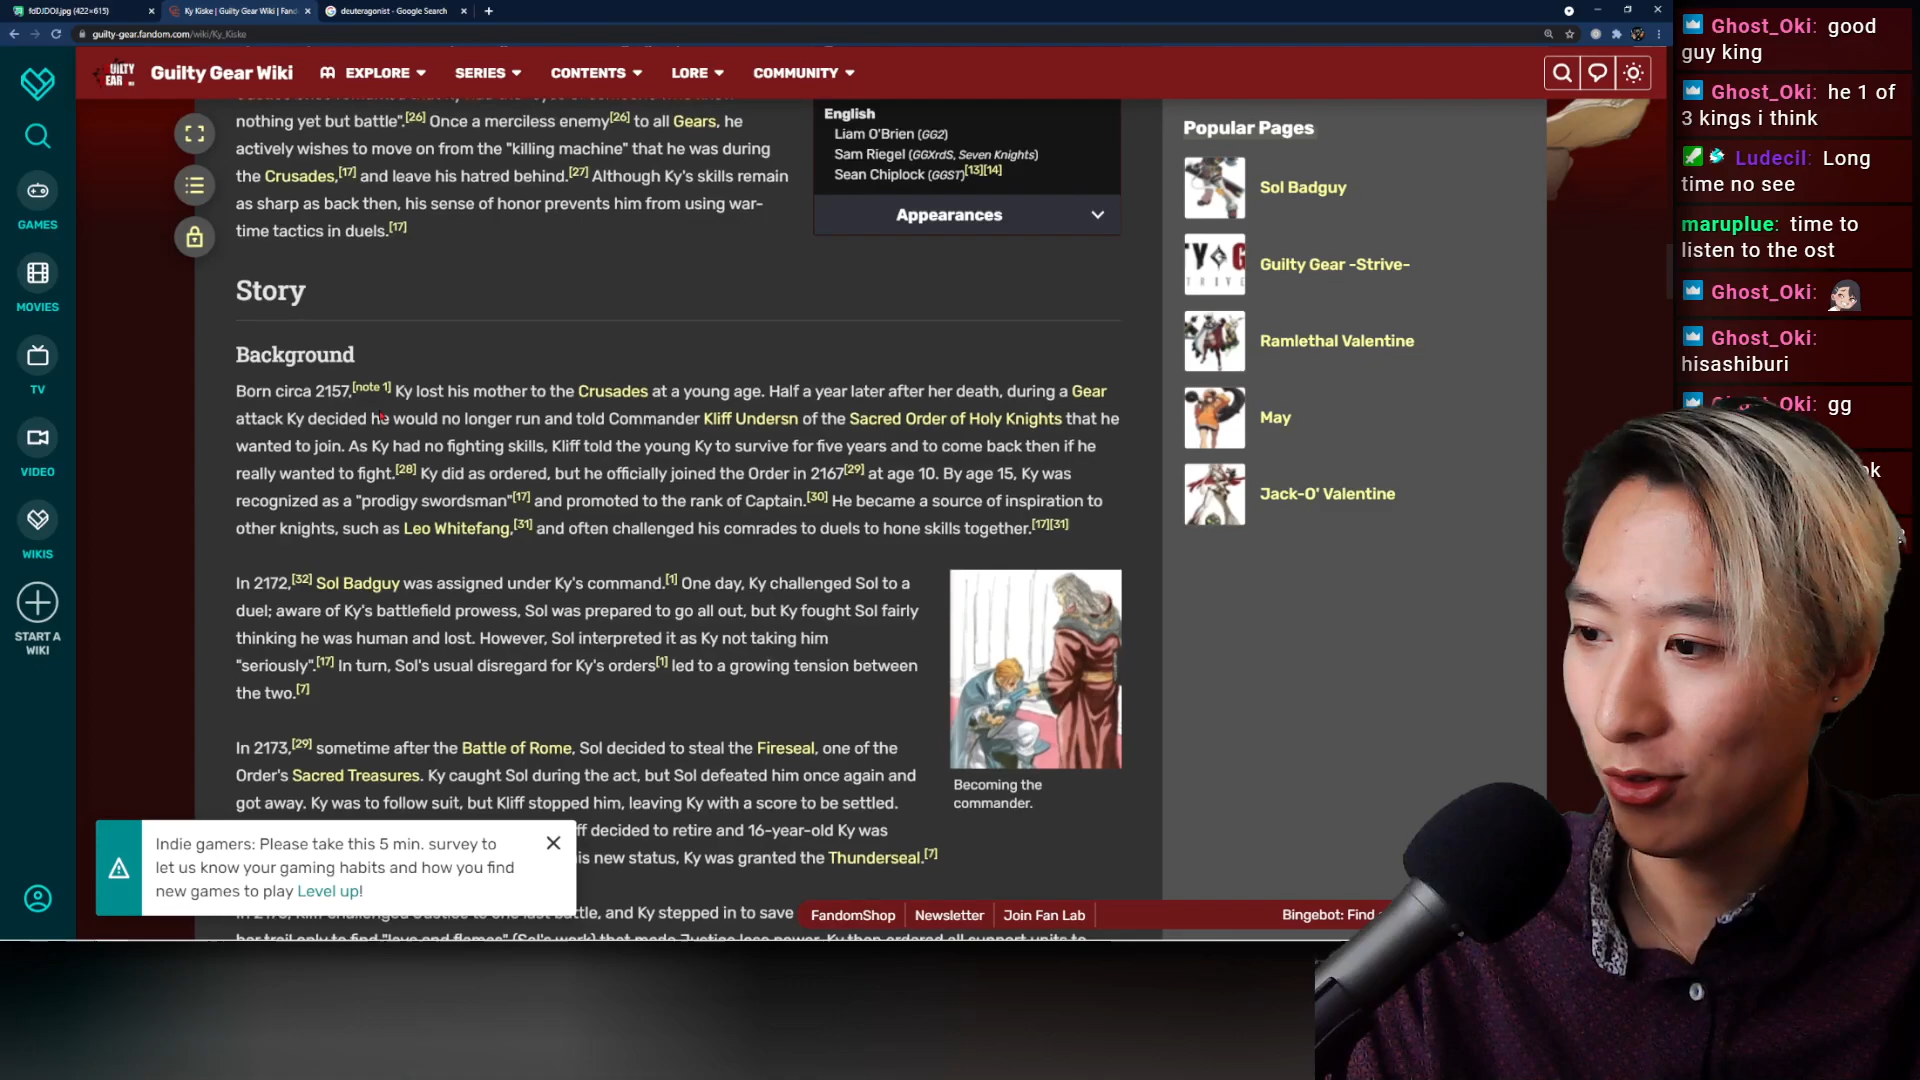 fdDJDOJ.jpg (422×615)
Ky Kiske | Guilty Gear Wiki | Fand
deuteragonist - Google Search
guilty-gear.fandom.com/wiki/Ky_Kiske
Guilty Gear Wiki
EXPLORE
SERIES
CONTENTS
LORE
COMMUNITY
GAMES
MOVIES
TV
VIDEO
WIKIS
START A
WIKI
nothing yet but battle".[26] Once a merciless enemy[26] to all Gears, he
actively wishes to move on from the "killing machine" that he was during
the Crusades,[17] and leave his hatred behind.[27] Although Ky's skills remain
as sharp as back then, his sense of honor prevents him from using war-
time tactics in duels.[17]
English
Liam O'Brien (GG2)
Sam Riegel (GGXrdS, Seven Knights)
Sean Chiplock (GGST)[13][14]
Appearances
Story
Background
Born circa 2157,[note 1] Ky lost his mother to the Crusades at a young age. Half a year later after her death, during a Gear
attack Ky decided he would no longer run and told Commander Kliff Undersn of the Sacred Order of Holy Knights that he
wanted to join. As Ky had no fighting skills, Kliff told the young Ky to survive for five years and to come back then if he
really wanted to fight.[28] Ky did as ordered, but he officially joined the Order in 2167[29] at age 10. By age 15, Ky was
recognized as a "prodigy swordsman"[17] and promoted to the rank of Captain.[30] He became a source of inspiration to
other knights, such as Leo Whitefang,[31] and often challenged his comrades to duels to hone skills together.[17][31]
In 2172,[32] Sol Badguy was assigned under Ky's command.[1] One day, Ky challenged Sol to a
duel; aware of Ky's battlefield prowess, Sol was prepared to go all out, but Ky fought Sol fairly
thinking he was human and lost. However, Sol interpreted it as Ky not taking him
"seriously".[17] In turn, Sol's usual disregard for Ky's orders[1] led to a growing tension between
the two.[7]
In 2173,[29] sometime after the Battle of Rome, Sol decided to steal the Fireseal, one of the
Order's Sacred Treasures. Ky caught Sol during the act, but Sol defeated him once again and
got away. Ky was to follow suit, but Kliff stopped him, leaving Ky with a score to be settled.
ff decided to retire and 16-year-old Ky was
is new status, Ky was granted the Thunderseal.[7]
battle, and Ky stepped in to save
Becoming the
commander.
Indie gamers: Please take this 5 min. survey to
let us know your gaming habits and how you find
new games to play Level up!
FandomShop
Newsletter
Join Fan Lab
Bingebot: Find
Popular Pages
Sol Badguy
Guilty Gear -Strive-
Ramlethal Valentine
May
Jack-O' Valentine
Ghost_Oki: good
guy king
Ghost_Oki: he 1 of
3 kings i think
Ludecil: Long
time no see
maruplue: time to
listen to the ost
Ghost_Oki:
Ghost_Oki:
hisashiburi
gg